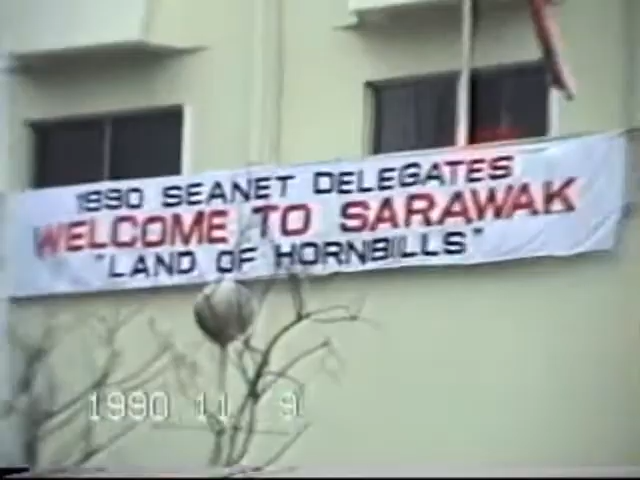 1990 SEANET DELEGATES
WELCOME TO SARAWAK
"LAND OF HORNBILLS"
1990 11 9